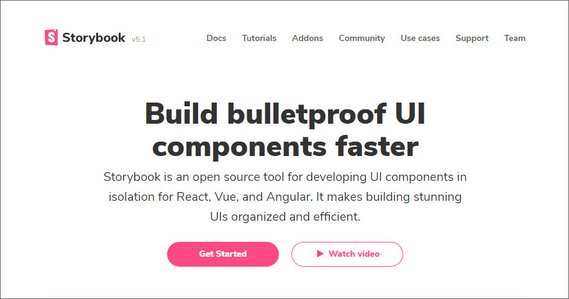 Storybook v5.1
Docs Tutorials Addons Community Use cases Support Team
Build bulletproof UI
components faster
Storybook is an open source tool for developing UI components in
isolation for React, Vue, and Angular. It makes building stunning
UIs organized and efficient.
Get Started Watch video